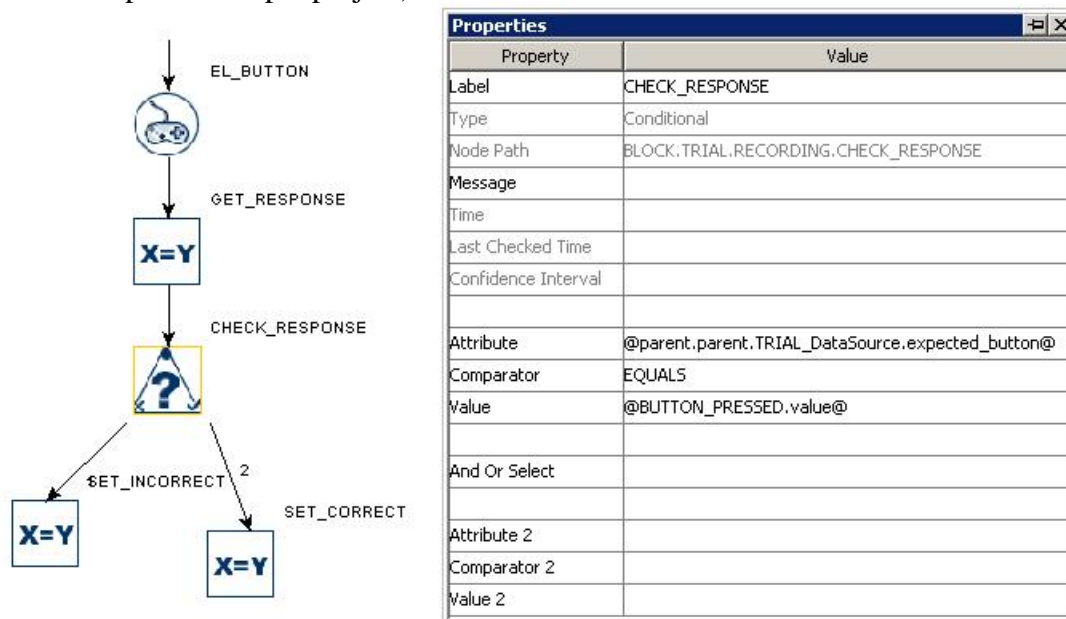 EL_BUTTON
GET_RESPONSE
X=Y
CHECK_RESPONSE
?
SET_INCORRECT
2
SET_CORRECT
X=Y
X=Y
Properties
Property Value
Label CHECK_RESPONSE
Type Conditional
Node Path BLOCK.TRIAL.RECORDING.CHECK_RESPONSE
Message
Time
Last Checked Time
Confidence Interval
Attribute @parent.parent.TRIAL_DataSource.expected_button@
Comparator EQUALS
Value @BUTTON_PRESSED.value@
And Or Select
Attribute 2
Comparator 2
Value 2